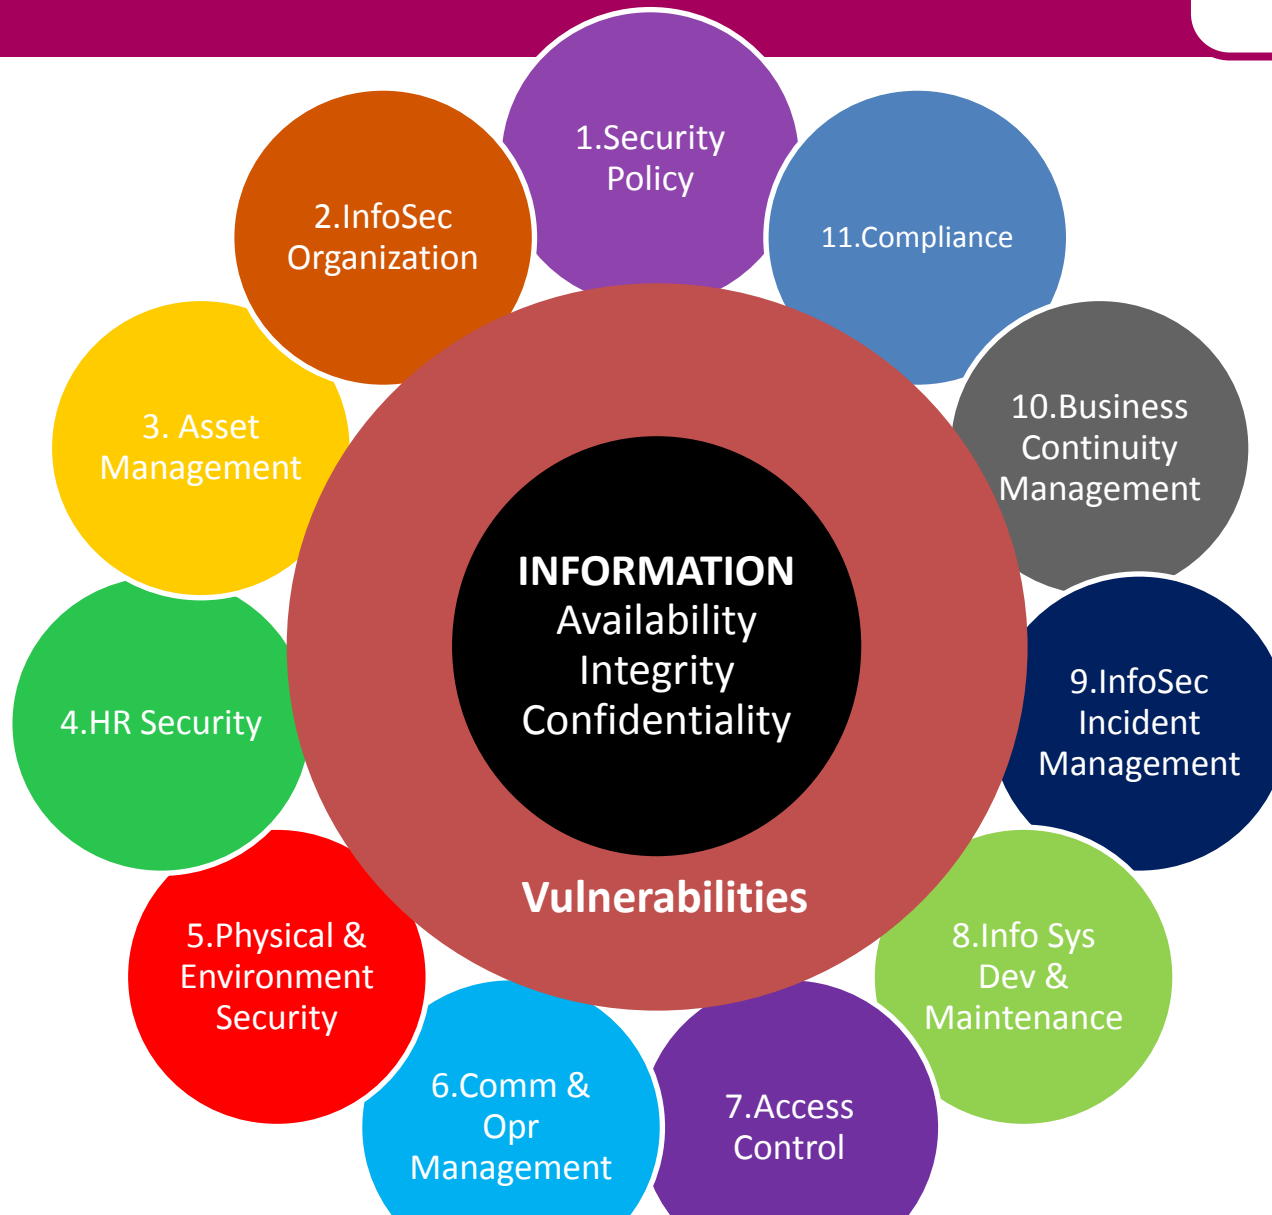 1.Security
Policy
2.InfoSec
Organization
3. Asset
Management
4.HR Security
5.Physical &
Environment
Security
6.Comm &
Opr
Management
7.Access
Control
8.Info Sys
Dev &
Maintenance
9.InfoSec
Incident
Management
10.Business
Continuity
Management
11.Compliance
INFORMATION
Availability
Integrity
Confidentiality
Vulnerabilities